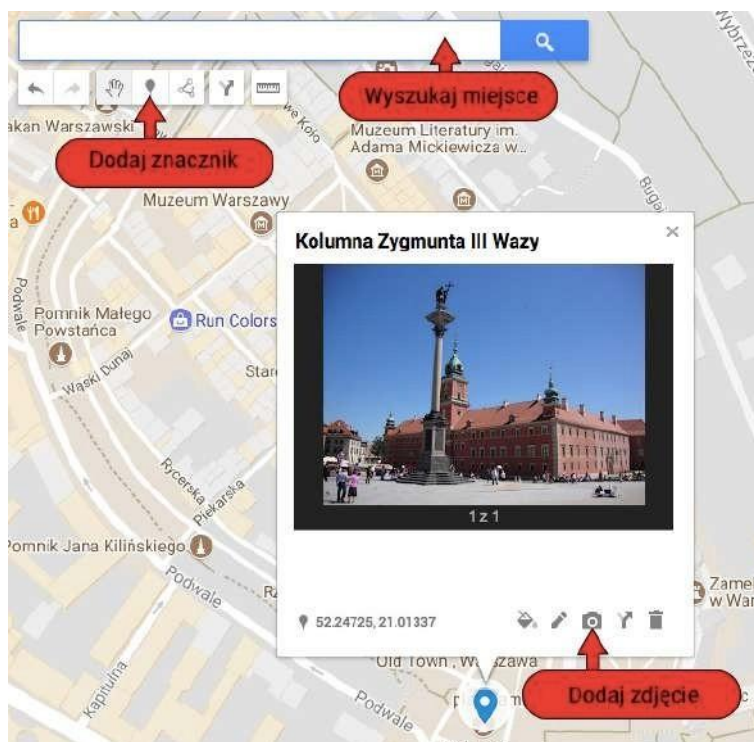 Wyszukaj miejsce
Dodaj znacznik
akan Warszawski
we Koło
Muzeum Literatury im.
Adama Mickiewicza w...
Muzeum Warszawy
Kolumna Zygmunta III Wazy
Podwale
Pomnik Małego
Powstańca
Run Colors
Wąski Dunaj
Rycerska
Piekarska
1 z 1
Pomnik Jana Kilińskiego
Podwale
52.24725, 21.01337
Zamek
w War
Old Town, Warszawa
Dodaj zdjęcie
Kapitulna
Podwale